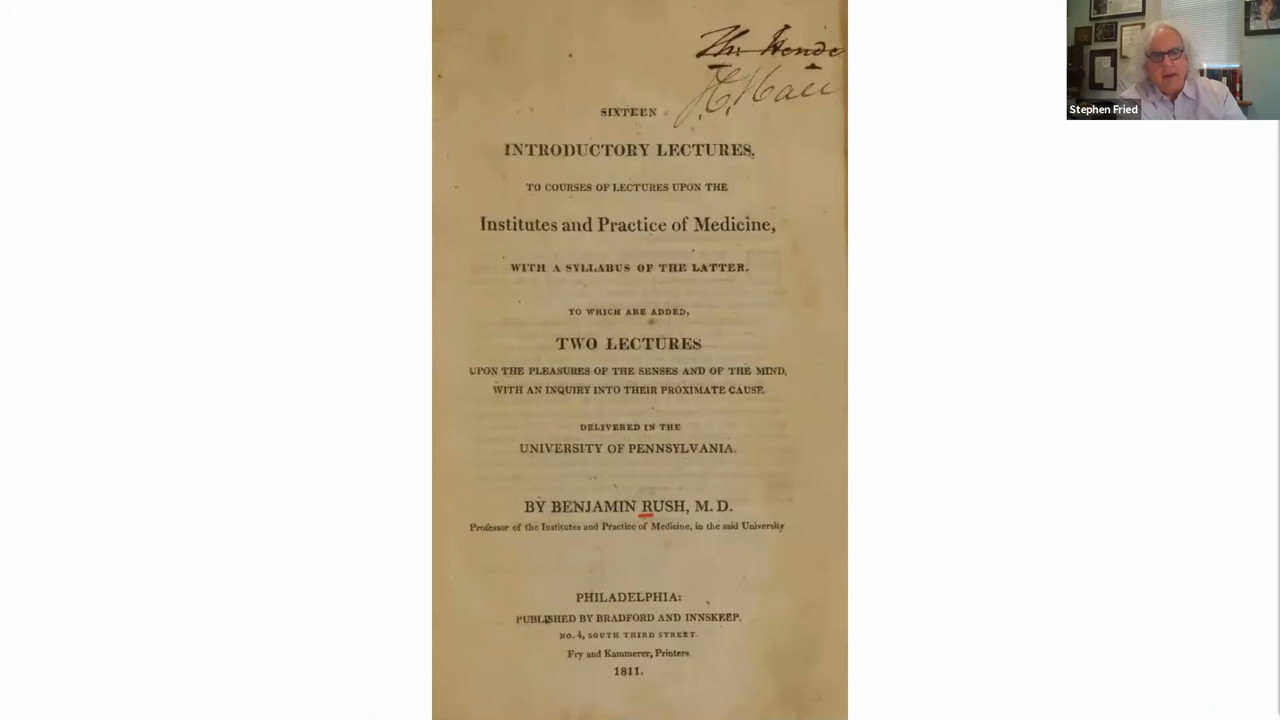 SIXTEEN
INTRODUCTORY LECTURES,
TO COURSES OF LECTURES UPON THE
Institutes and Practice of Medicine,
WITH A SYLLABUS OF THE LATTER.
TO WHICH ARE ADDED,
TWO LECTURES
UPON THE PLEASURES OF THE SENSES AND OF THE MIND,
WITH AN INQUIRY INTO THEIR PROXIMATE CAUSE.
DELIVERED IN THE
UNIVERSITY OF PENNSYLVANIA.
BY BENJAMIN RUSH, M. D.
Professor of the Institutes and Practice of Medicine, in the said University
PHILADELPHIA:
PUBLISHED BY BRADFORD AND INNSKEEP,
NO. 4, SOUTH THIRD STREET.
Fry and Kammerer, Printers.
1811.
Stephen Fried